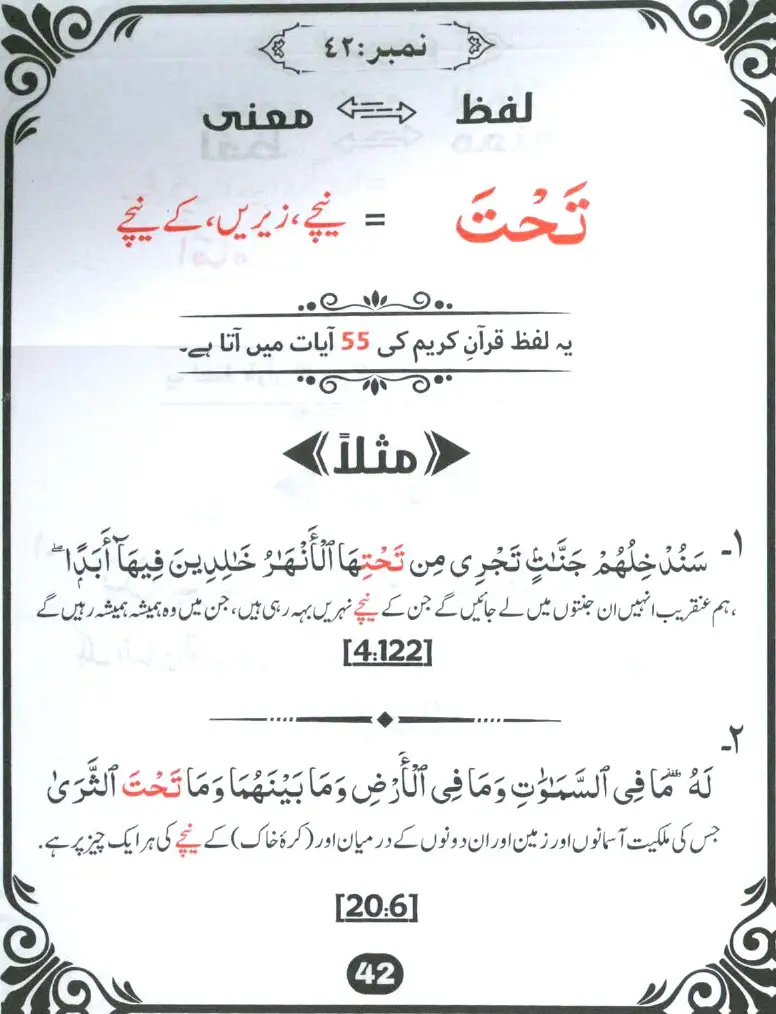 نمبر:۴۲
لفظ ⇐⇒ معنی
تَحْتَ = نیچے، زیریں، کے نیچے
یہ لفظ قرآنِ کریم کی 55 آیات میں آتا ہے۔
مثلاً
۱- سَنُدْخِلُهُمْ جَنَّٰتٍ تَجْرِى مِن تَحْتِهَا ٱلْأَنْهَٰرُ خَٰلِدِينَ فِيهَآ أَبَدًا ۖ
ہم عنقریب انہیں ان جنتوں میں لے جائیں گے جن کے نیچے نہریں بہہ رہی ہیں، جن میں وہ ہمیشہ ہمیشہ رہیں گے،
[4:122]
۲-
لَهُۥ مَا فِى ٱلسَّمَٰوَٰتِ وَمَا فِى ٱلْأَرْضِ وَمَا بَيْنَهُمَا وَمَا تَحْتَ ٱلثَّرَىٰ
جس کی ملکیت آسمانوں اور زمین اور ان دونوں کے درمیان اور (کرۂ خاک) کے نیچے کی ہر ایک چیز پر ہے۔
[20:6]
42